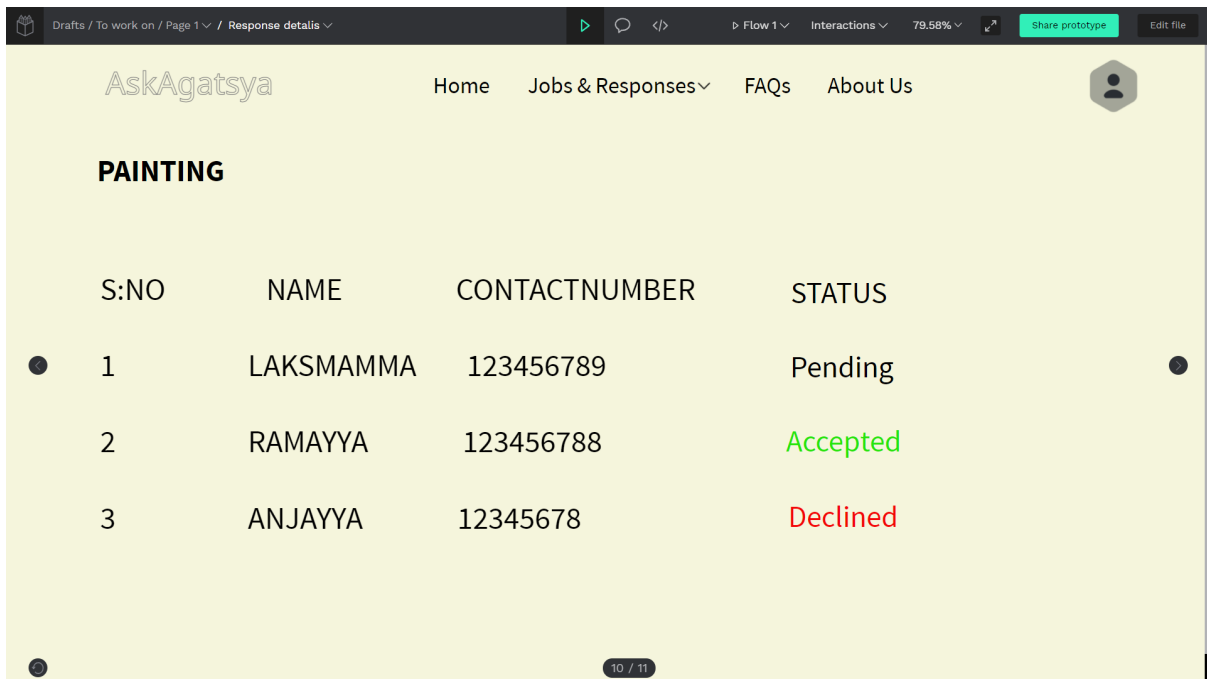 Drafts / To work on / Page 1 / Response detalis Flow 1 Interactions 79.58% Share prototype Edit file
AskAgatsya Home Jobs & Responses FAQs About Us
PAINTING
S:NO NAME CONTACTNUMBER STATUS
1 LAKSMAMMA 123456789 Pending
2 RAMAYYA 123456788 Accepted
3 ANJAYYA 12345678 Declined
10 / 11